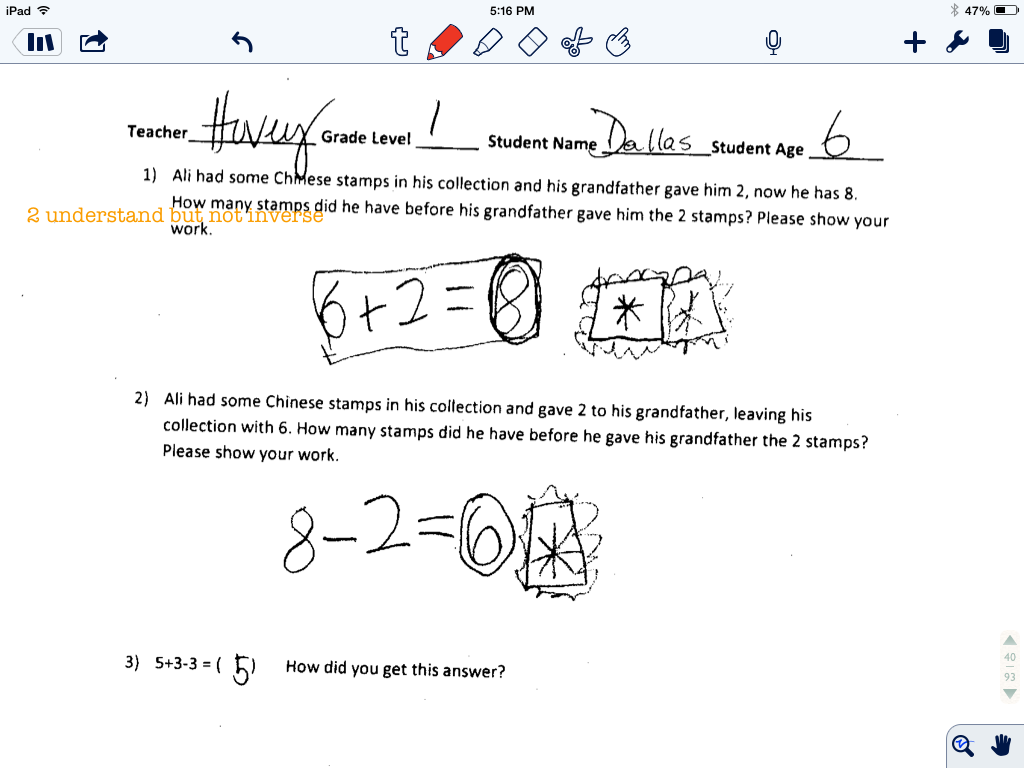 iPad 5:16 PM 47%
Teacher Huvey Grade Level 1 Student Name Dallas Student Age 6
1) Ali had some Chinese stamps in his collection and his grandfather gave him 2, now he has 8.
How many stamps did he have before his grandfather gave him the 2 stamps? Please show your
2 understand but not inverse
work.
6+2=8
2) Ali had some Chinese stamps in his collection and gave 2 to his grandfather, leaving his
collection with 6. How many stamps did he have before he gave his grandfather the 2 stamps?
Please show your work.
8-2=6
3) 5+3-3 = ( 5 ) How did you get this answer?
40
93